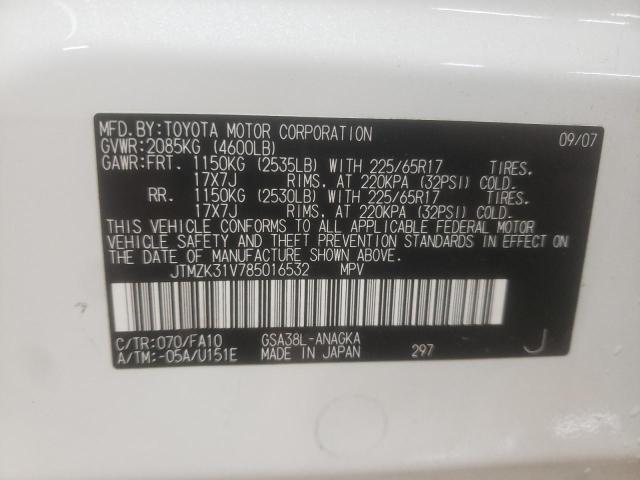 MFD.BY:TOYOTA MOTOR CORPORATION 09/07
GVWR:2085KG (4600LB)
GAWR:FRT. 1150KG (2535LB) WITH 225/65R17 TIRES.
17X7J RIMS. AT 220KPA (32PSI) COLD.
RR. 1150KG (2530LB) WITH 225/65R17 TIRES.
17X7J RIMS. AT 220KPA (32PSI) COLD.
THIS VEHICLE CONFORMS TO ALL APPLICABLE FEDERAL MOTOR
VEHICLE SAFETY AND THEFT PREVENTION STANDARDS IN EFFECT ON
THE DATE OF MANUFACTURE SHOWN ABOVE.
JTMZK31V785016532 MPV
C/TR:070/FA10 GSA38L-ANAGKA
A/TM:-05A/U151E MADE IN JAPAN 297 J